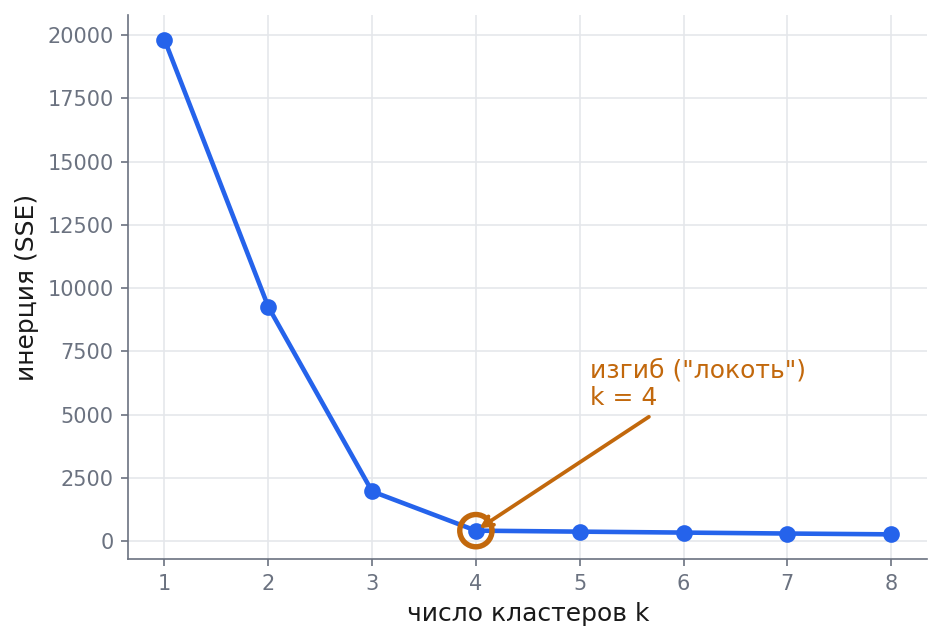 20000
17500
15000
12500
10000
7500
5000
2500
0
инерция (SSE)
изгиб ("локоть")
k = 4
1 2 3 4 5 6 7 8
число кластеров k